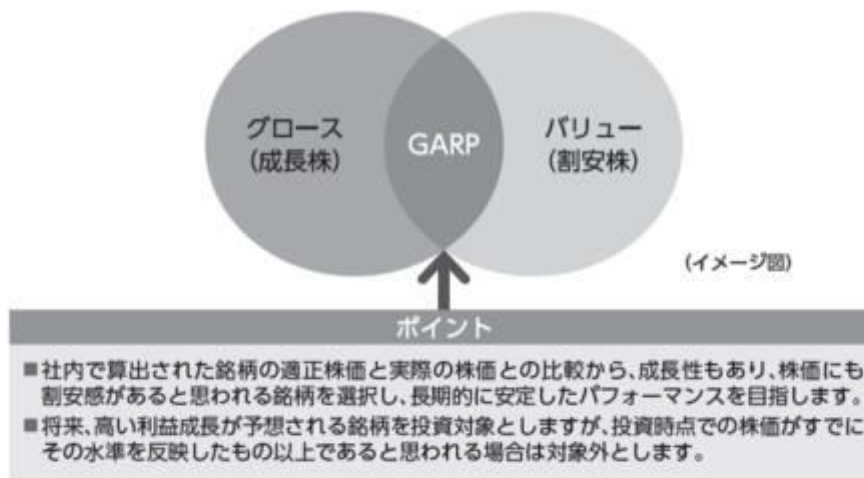 グロース
(成長株)
GARP
バリュー
(割安株)
(イメージ図)
ポイント
■社内で算出された銘柄の適正株価と実際の株価との比較から、成長性もあり、株価にも
割安感があると思われる銘柄を選択し、長期的に安定したパフォーマンスを目指します。
■将来、高い利益成長が予想される銘柄を投資対象としますが、投資時点での株価がすでに
その水準を反映したもの以上であると思われる場合は対象外とします。